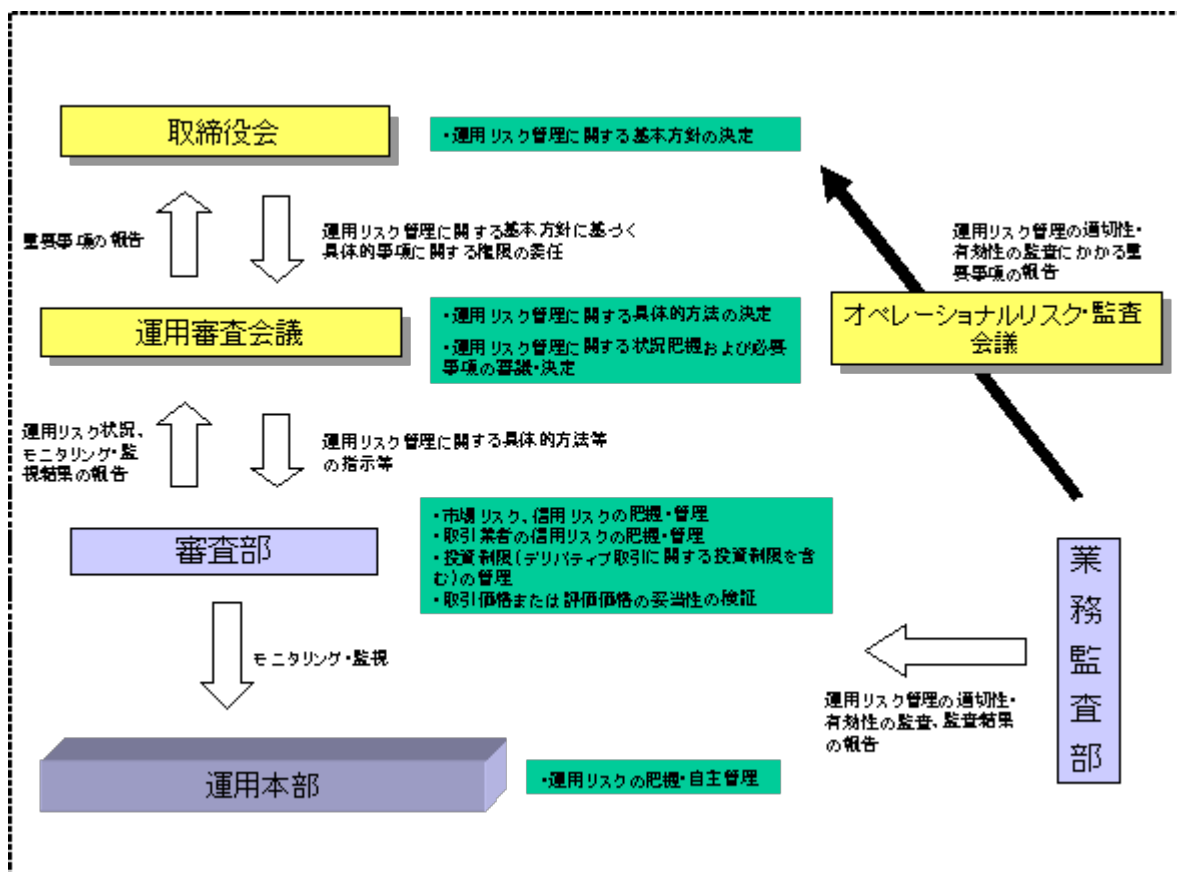 取締役会
・運用リスク管理に関する基本方針の決定
重要事項の報告
運用リスク管理に関する基本方針に基づく
具体的事項に関する権限の委任
運用リスク管理の適切性・
有効性の監査にかかる重
要事項の報告
運用審査会議
・運用リスク管理に関する具体的方法の決定
・運用リスク管理に関する状況把握および必要
事項の審議・決定
オペレーショナルリスク・監査
会議
運用リスク状況、
モニタリング・監
視結果の報告
運用リスク管理に関する具体的方法等
の指示等
審査部
・市場リスク、信用リスクの把握・管理
・取引業者の信用リスクの把握・管理
・投資制限(デリバティブ取引に関する投資制限を含
む)の管理
・取引価格または評価価格の妥当性の検証
モニタリング・監視
業務監査部
運用リスク管理の適切性・
有効性の監査、監査結果
の報告
運用本部
・運用リスクの把握・自主管理